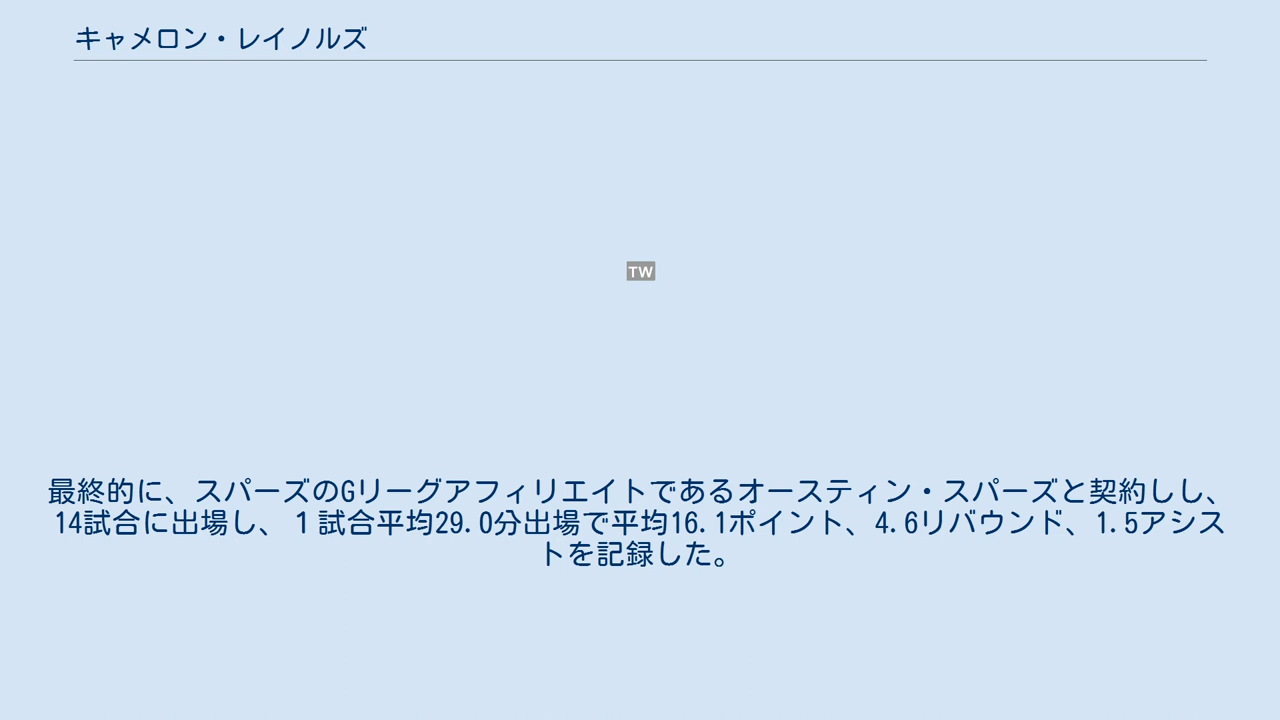 キャメロン・レイノルズ
TW
最終的に、スパーズのGリーグアフィリエイトであるオースティン・スパーズと契約しし、
14試合に出場し、１試合平均29.0分出場で平均16.1ポイント、4.6リバウンド、1.5アシス
トを記録した。